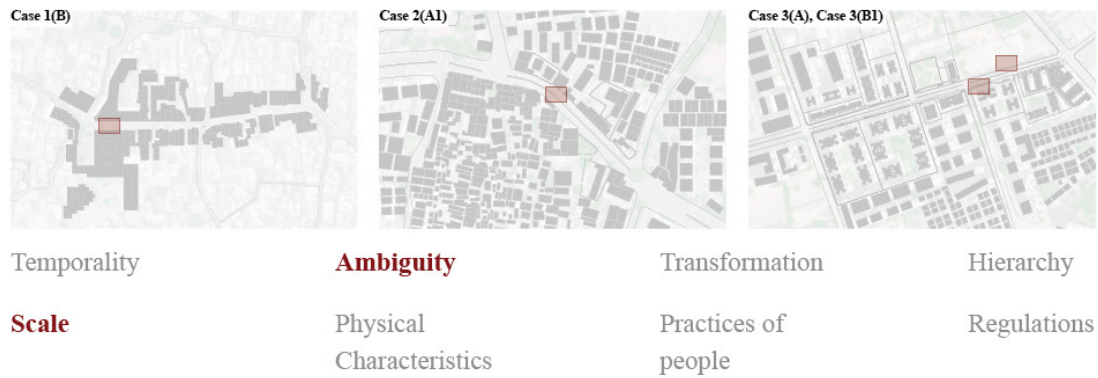 Case 1(B)
Case 2(A1)
Case 3(A), Case 3(B1)
Temporality
Ambiguity
Transformation
Hierarchy
Scale
Physical
Characteristics
Practices of
people
Regulations